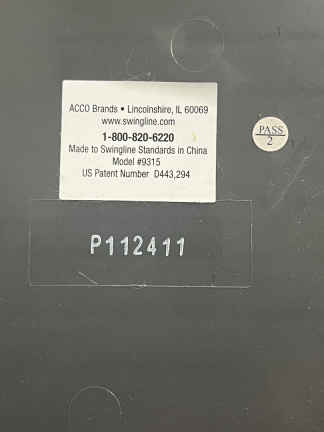 ACCO Brands • Lincolnshire, IL 60069
www.swingline.com
1-800-820-6220
Made to Swingline Standards in China
Model #9315
US Patent Number D443,294
PASS
2
P112411